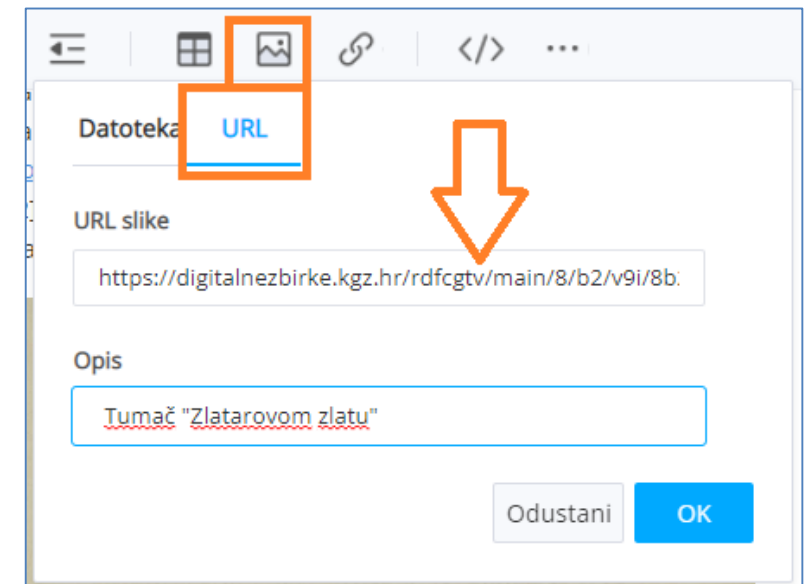 Datoteka URL
URL slike
https://digitalnezbirke.kgz.hr/rdfcgtv/main/8/b2/v9i/8b
Opis
Tumač "Zlatarovom zlatu"
Odustani OK